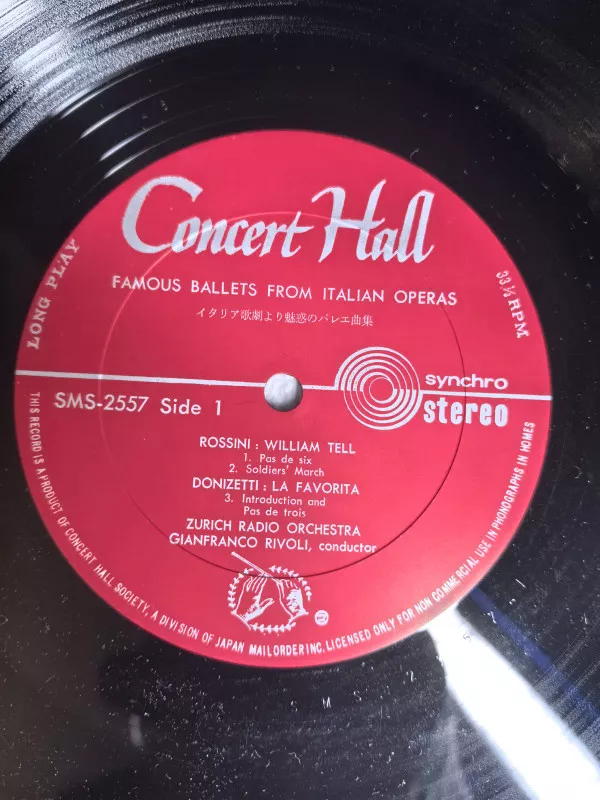 Concert Hall
FAMOUS BALLETS FROM ITALIAN OPERAS
イタリア歌劇より魅惑のバレエ曲集
LONG PLAY
33 1/3 RPM
synchro
stereo
SMS-2557 Side 1
ROSSINI : WILLIAM TELL
1. Pas de six
2. Soldiers' March
DONIZETTI : LA FAVORITA
3. Introduction and
Pas de trois
ZURICH RADIO ORCHESTRA
GIANFRANCO RIVOLI, conductor
THIS RECORD IS A PRODUCT OF CONCERT HALL SOCIETY, A DIVISION OF JAPAN MAILORDER INC. LICENSED ONLY FOR NON COMMERCIAL USE IN PHONOGRAPHS IN HOMES